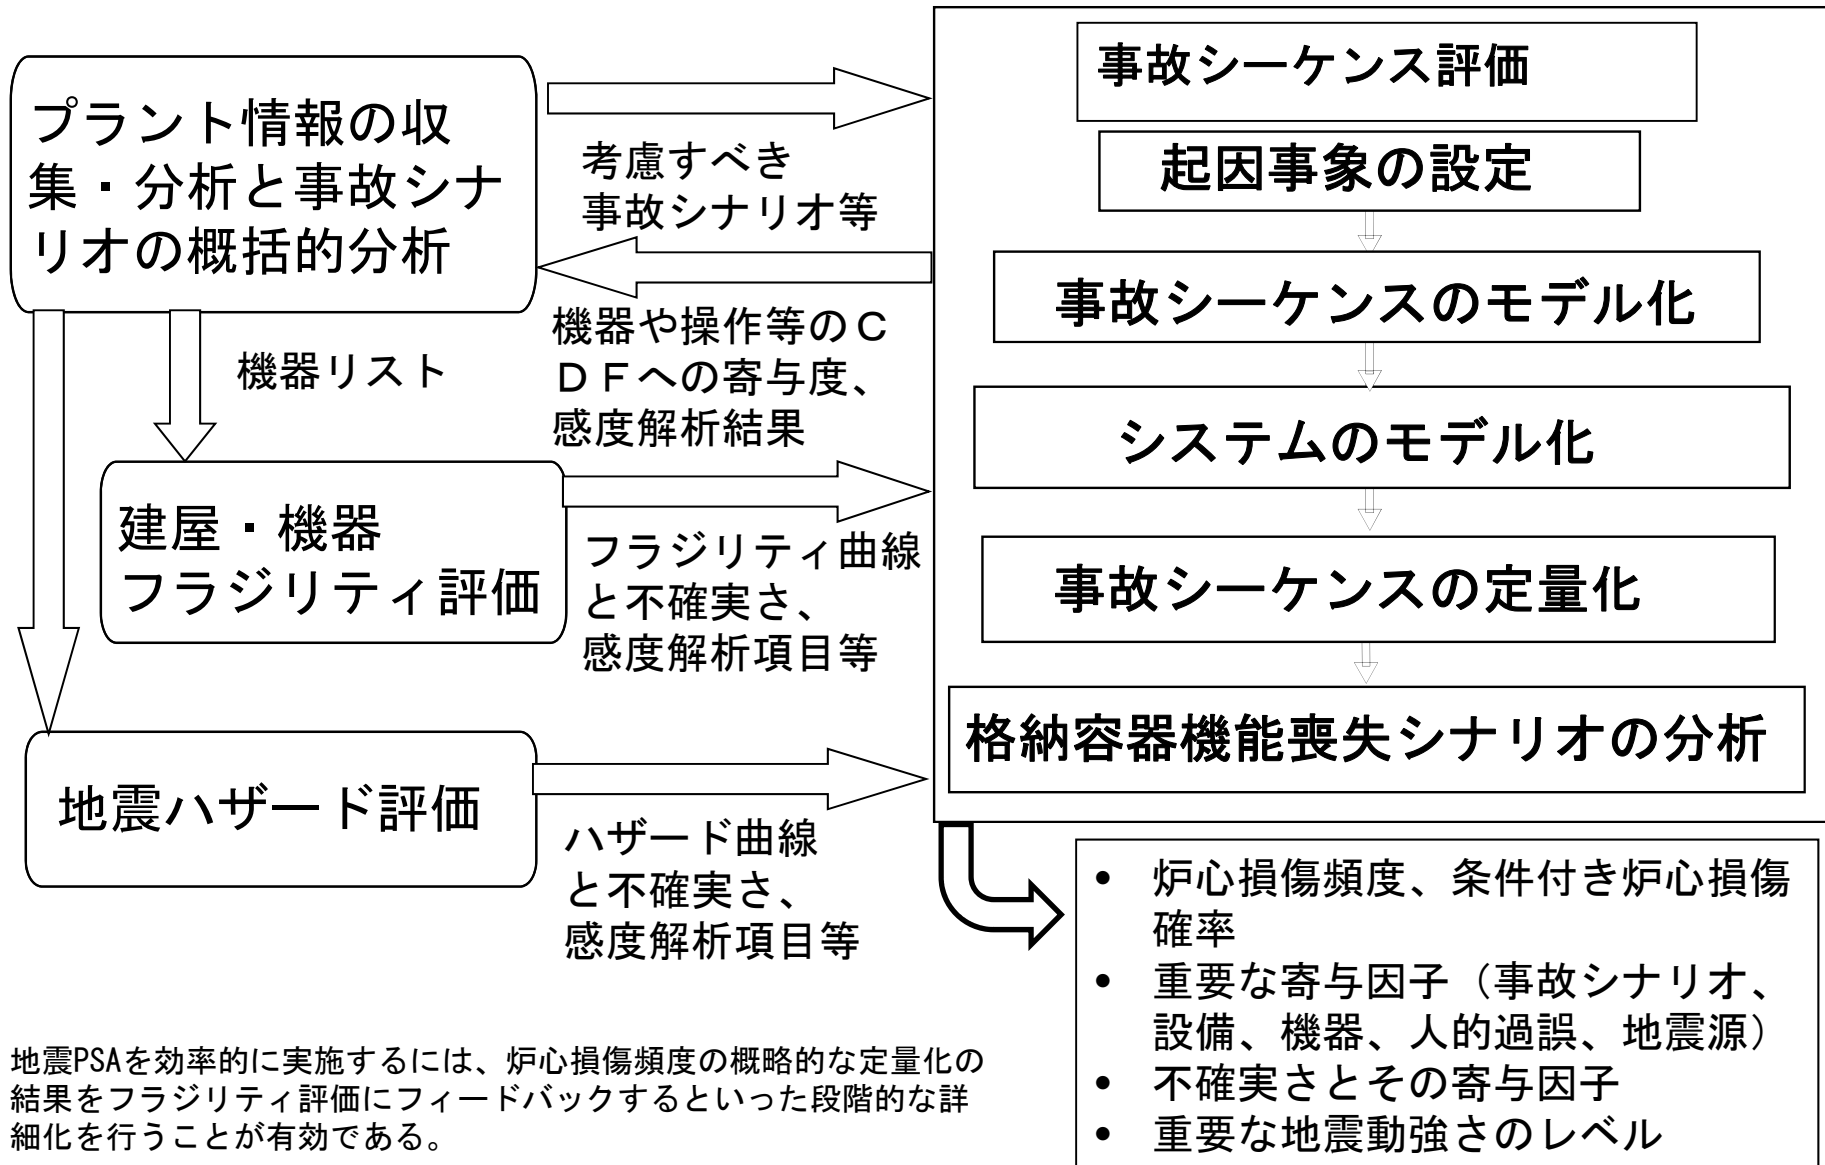 プラント情報の収
集・分析と事故シナ
リオの概括的分析
考慮すべき
事故シナリオ等
機器や操作等のＣ
ＤＦへの寄与度、
感度解析結果
機器リスト
建屋・機器
フラジリティ評価
フラジリティ曲線
と不確実さ、
感度解析項目等
地震ハザード評価
ハザード曲線
と不確実さ、
感度解析項目等
事故シーケンス評価
起因事象の設定
事故シーケンスのモデル化
システムのモデル化
事故シーケンスの定量化
格納容器機能喪失シナリオの分析
• 炉心損傷頻度、条件付き炉心損傷
確率
• 重要な寄与因子（事故シナリオ、
設備、機器、人的過誤、地震源）
• 不確実さとその寄与因子
• 重要な地震動強さのレベル
地震PSAを効率的に実施するには、炉心損傷頻度の概略的な定量化の
結果をフラジリティ評価にフィードバックするといった段階的な詳
細化を行うことが有効である。